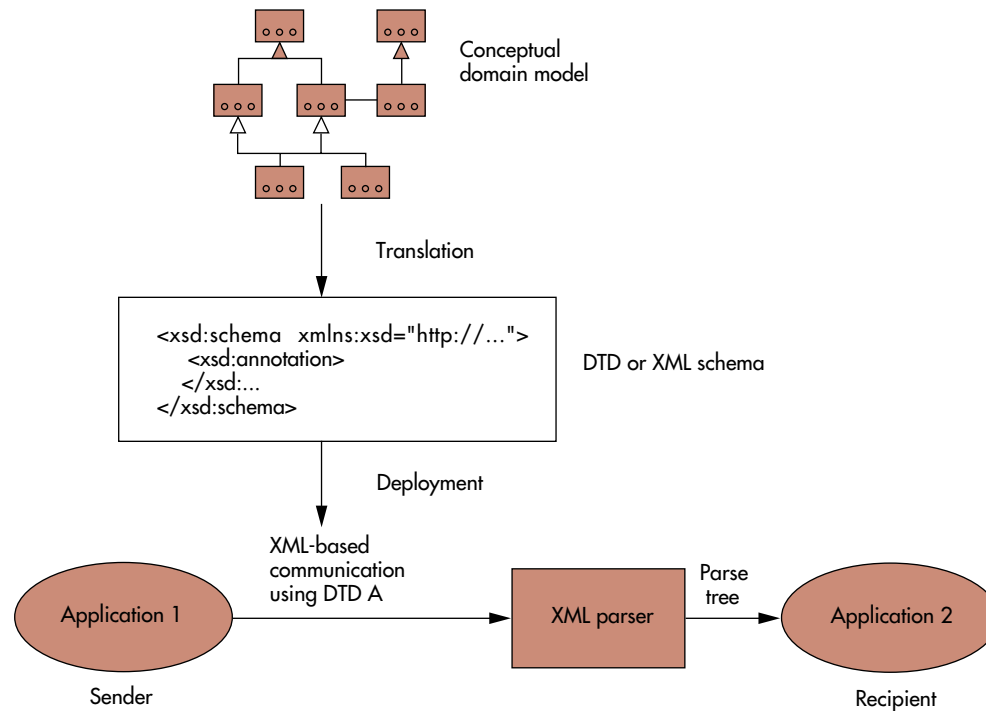 Conceptual
domain model
Translation
<xsd:schema xmlns:xsd="http://...">
<xsd:annotation>
</xsd:...
</xsd:schema>
DTD or XML schema
Deployment
XML-based
communication
using DTD A
Application 1
XML parser
Parse
tree
Application 2
Sender
Recipient